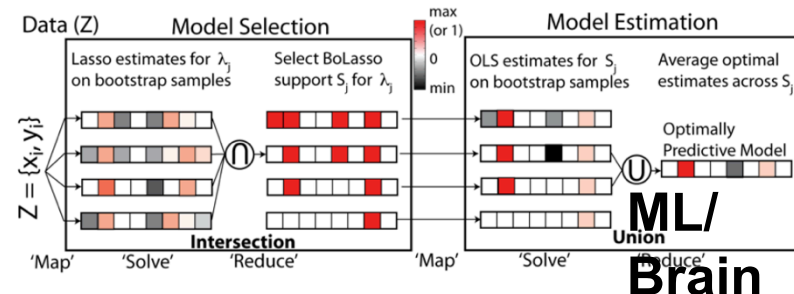 Data (Z)
Model Selection
max
(or 1)
0
min
Model Estimation
Lasso estimates for λj
on bootstrap samples
Select BoLasso
support Sj for λj
OLS estimates for Sj
on bootstrap samples
Average optimal
estimates across Sj
Z = {xi, yi}
∩
∪
Optimally
Predictive Model
Intersection
Union
ML/
Brain
'Map'
'Solve'
'Reduce'
'Map'
'Solve'
'Reduce'